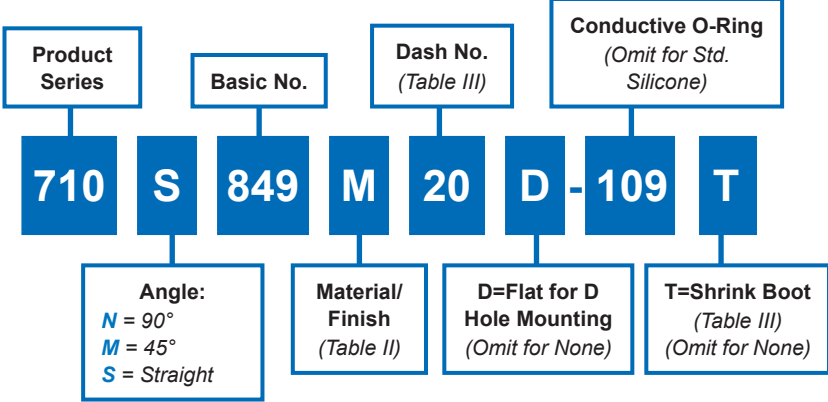 Product
Series
Basic No.
Dash No.
(Table III)
Conductive O-Ring
(Omit for Std.
Silicone)
710 S 849 M 20 D - 109 T
Angle:
N = 90°
M = 45°
S = Straight
Material/
Finish
(Table II)
D=Flat for D
Hole Mounting
(Omit for None)
T=Shrink Boot
(Table III)
(Omit for None)